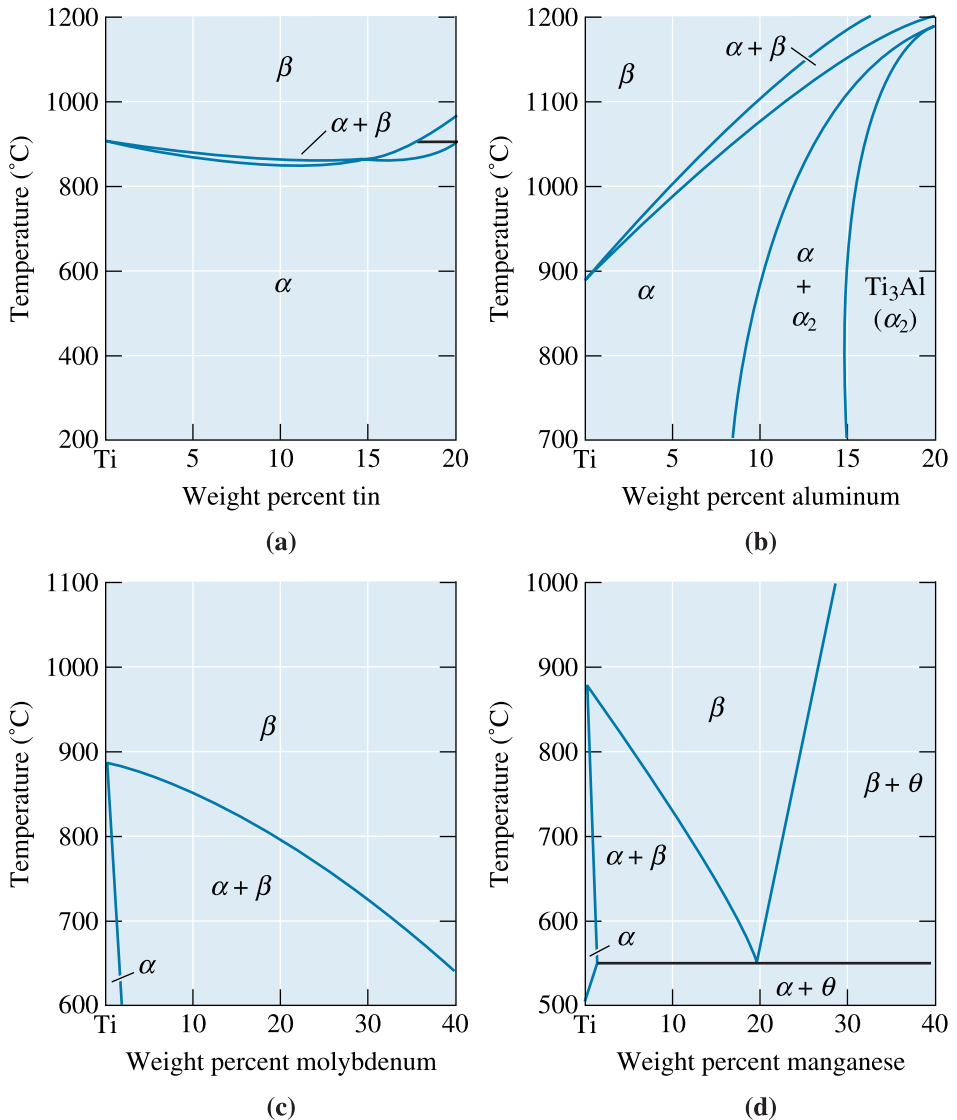 1200
1000
800
600
400
200
Temperature (˚C)
β
α + β
α
Ti
5
10
15
20
Weight percent tin
(a)
1200
1100
1000
900
800
700
Temperature (˚C)
α + β
β
α
α
+
α₂
Ti₃Al
(α₂)
Ti
5
10
15
20
Weight percent aluminum
(b)
1100
1000
900
800
700
600
Temperature (˚C)
β
α + β
α
Ti
10
20
30
40
Weight percent molybdenum
(c)
1000
900
800
700
600
500
Temperature (˚C)
β
β + θ
α + β
α
α + θ
Ti
10
20
30
40
Weight percent manganese
(d)